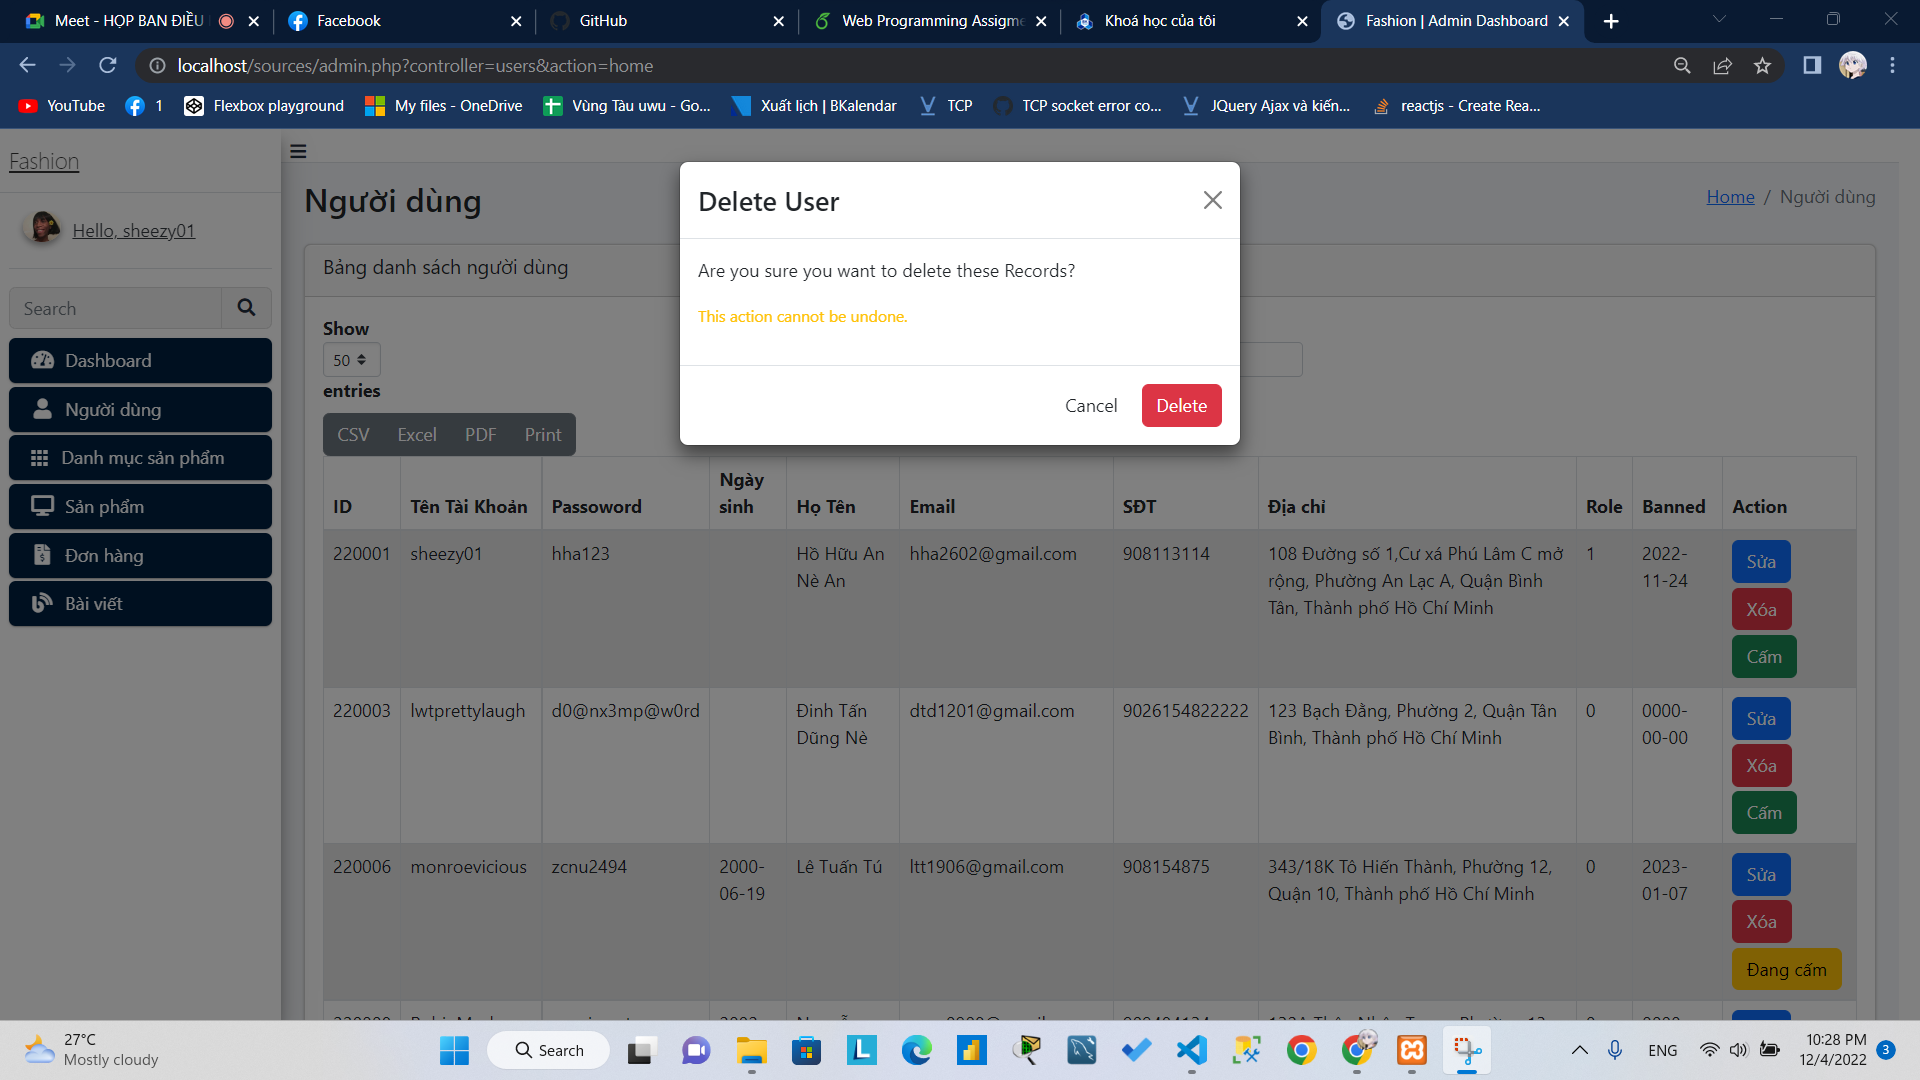 Meet - HỌP BAN ĐIỀU
Facebook
GitHub
Web Programming Assigme
Khoá học của tôi
Fashion | Admin Dashboard
localhost/sources/admin.php?controller=users&action=home
YouTube
1
Flexbox playground
My files - OneDrive
Vùng Tàu uwu - Go...
Xuất lịch | BKalendar
TCP
TCP socket error co...
JQuery Ajax và kiến...
reactjs - Create Rea...
Fashion
Hello, sheezy01
Search
Dashboard
Người dùng
Danh mục sản phẩm
Sản phẩm
Đơn hàng
Bài viết
Người dùng
Home / Người dùng
Bảng danh sách người dùng
Show
50
entries
CSV Excel PDF Print
Delete User
Are you sure you want to delete these Records?
This action cannot be undone.
Cancel Delete
ID
Tên Tài Khoản
Passoword
Ngày
sinh
Họ Tên
Email
SĐT
Địa chỉ
Role
Banned
Action
220001
sheezy01
hha123
Hồ Hữu An
Nè An
hha2602@gmail.com
908113114
108 Đường số 1,Cư xá Phú Lâm C mở
rộng, Phường An Lạc A, Quận Bình
Tân, Thành phố Hồ Chí Minh
1
2022-
11-24
Sửa
Xóa
Cấm
220003
lwtprettylaugh
d0@nx3mp@w0rd
Đinh Tấn
Dũng Nè
dtd1201@gmail.com
9026154822222
123 Bạch Đằng, Phường 2, Quận Tân
Bình, Thành phố Hồ Chí Minh
0
0000-
00-00
Sửa
Xóa
Cấm
220006
monroevicious
zcnu2494
2000-
06-19
Lê Tuấn Tú
ltt1906@gmail.com
908154875
343/18K Tô Hiến Thành, Phường 12,
Quận 10, Thành phố Hồ Chí Minh
0
2023-
01-07
Sửa
Xóa
Đang cấm
27°C
Mostly cloudy
Search
ENG
10:28 PM
12/4/2022
3